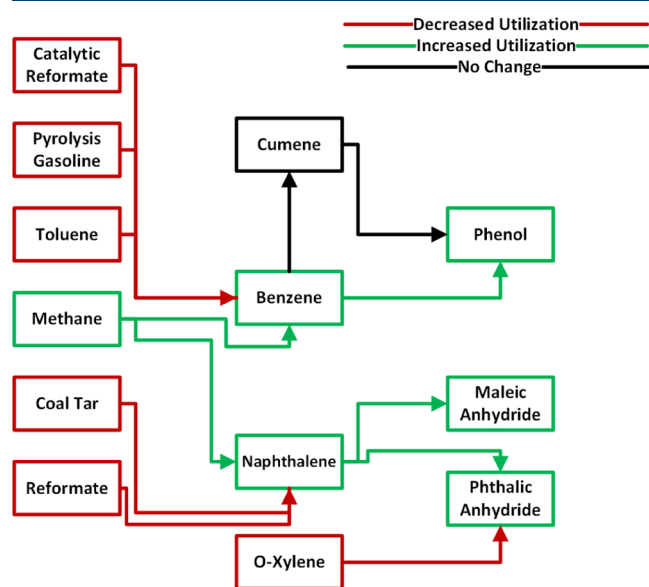 Decreased Utilization
Increased Utilization
No Change
Catalytic
Reformate
Pyrolysis
Gasoline
Cumene
Toluene
Phenol
Benzene
Methane
Coal Tar
Maleic
Anhydride
Naphthalene
Reformate
Phthalic
Anhydride
O-Xylene